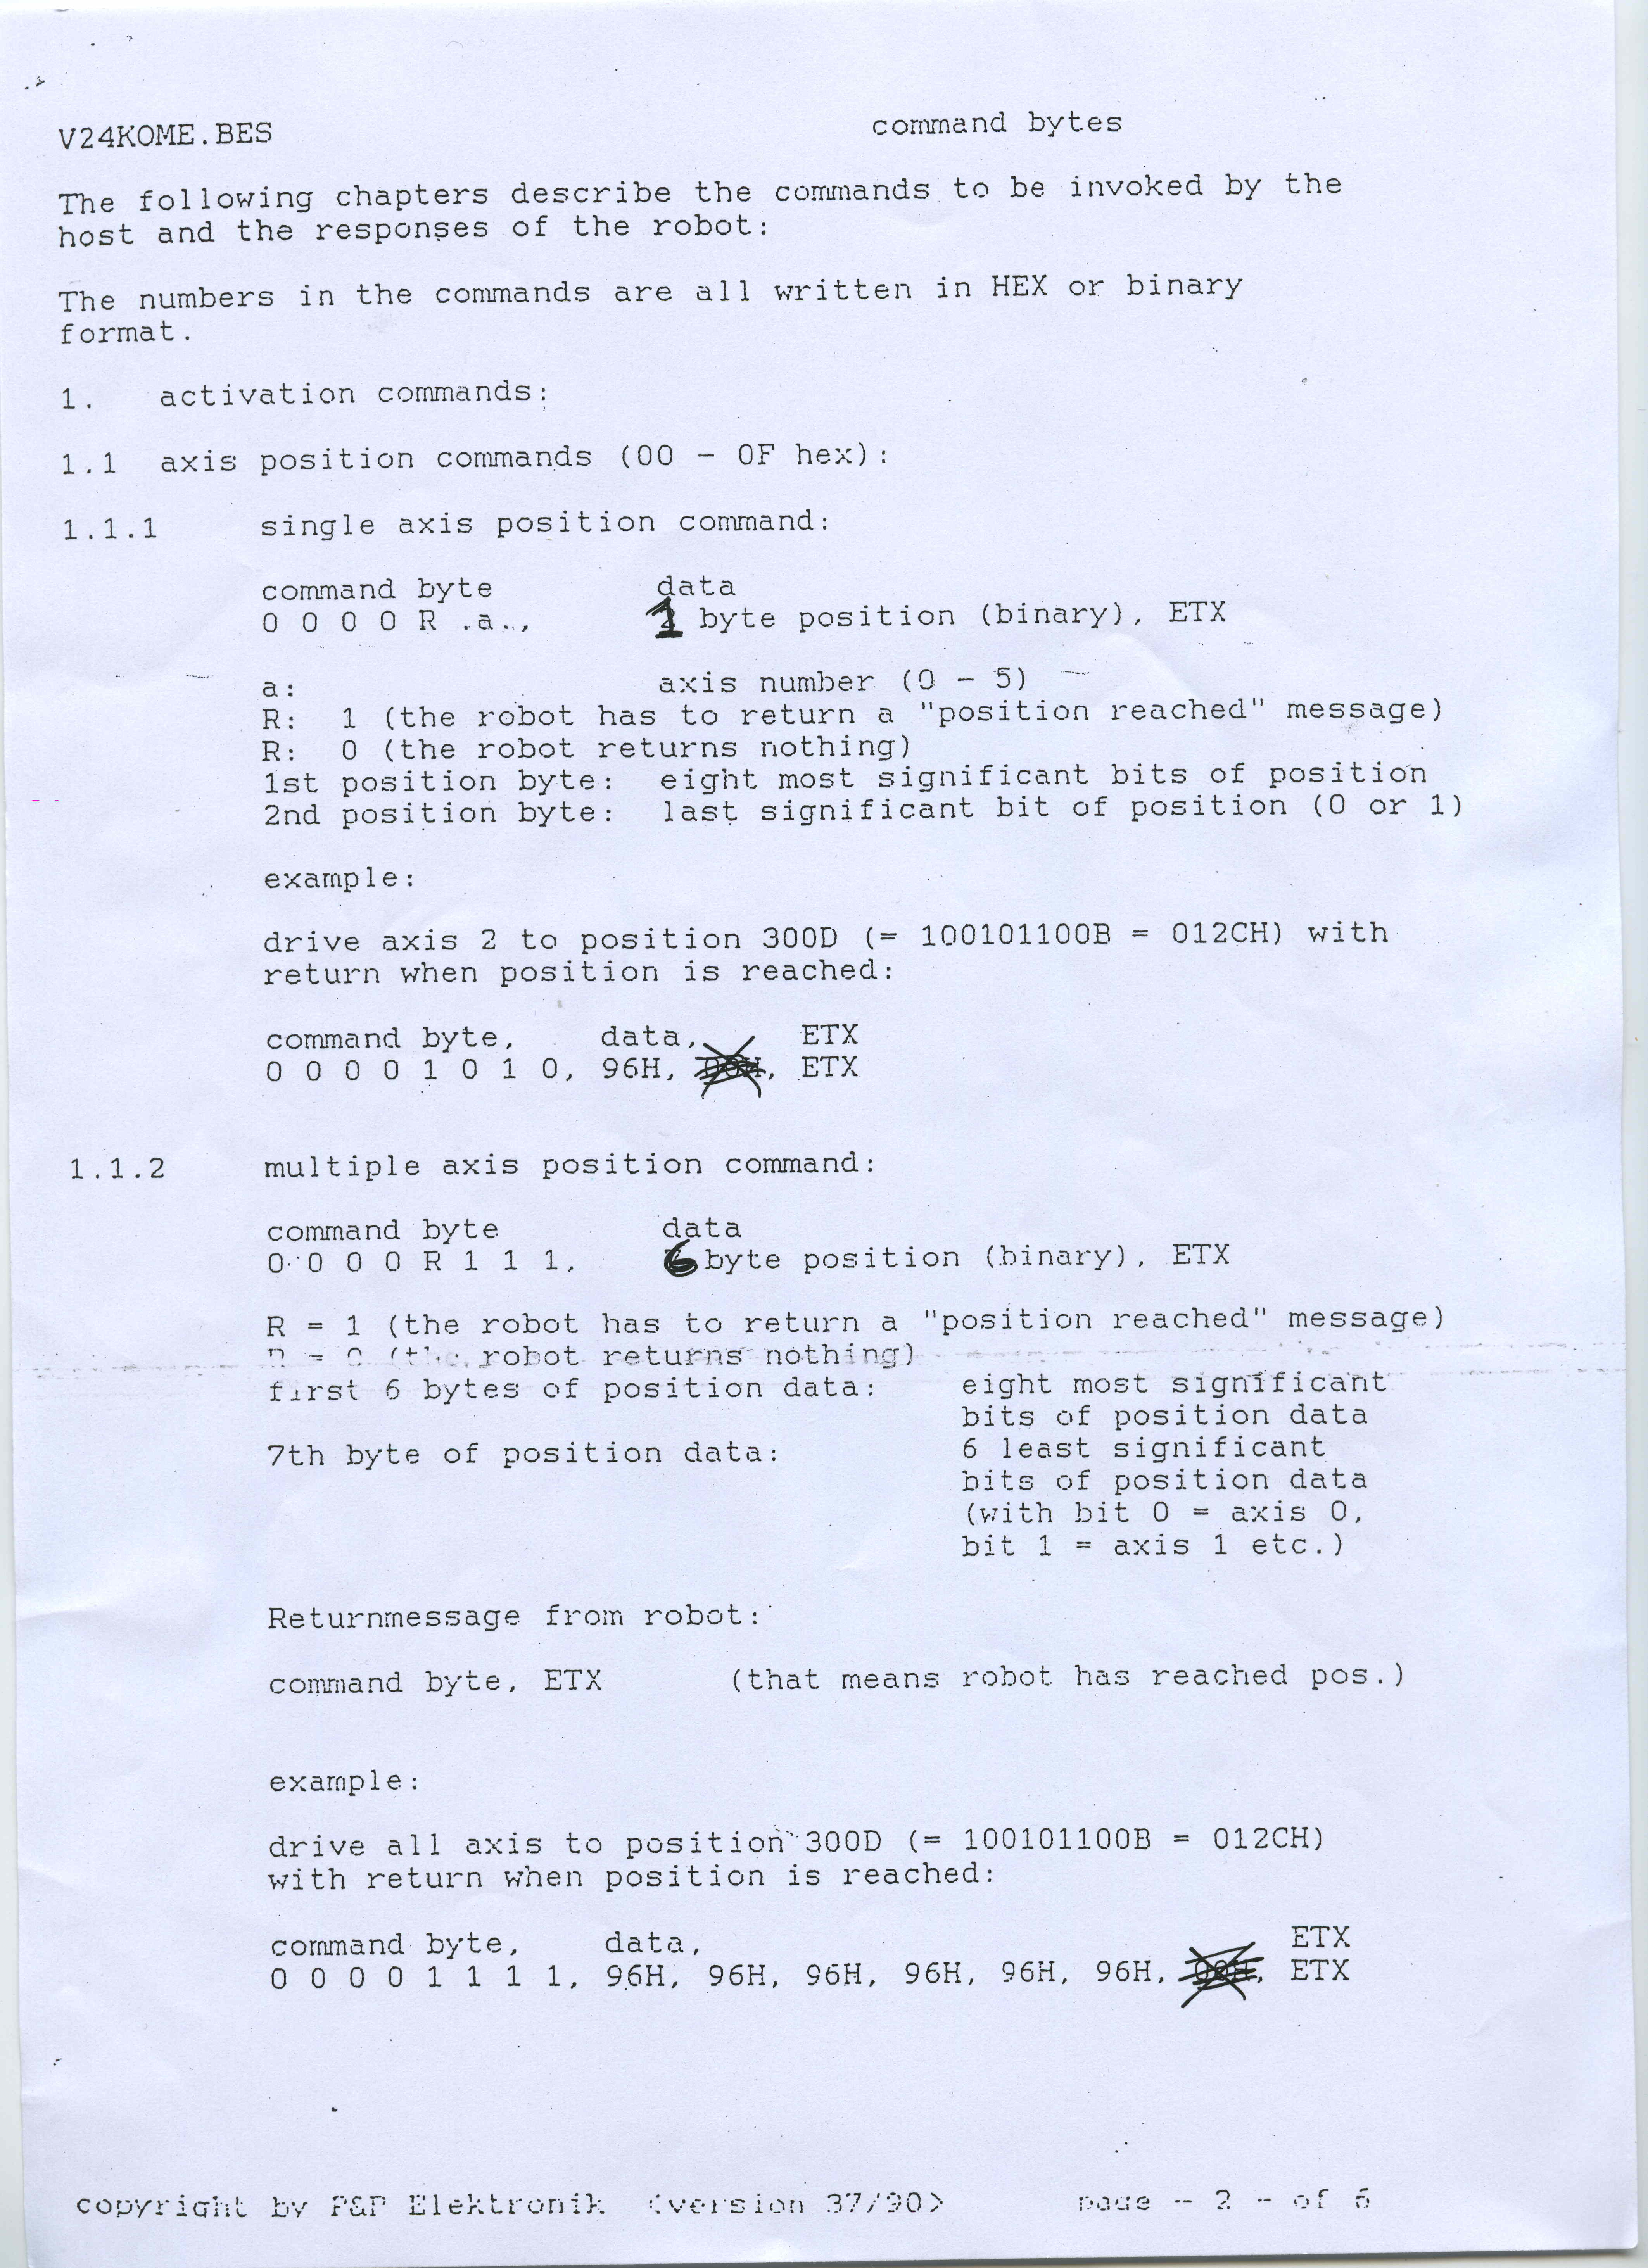 V24KOME.BES command bytes
The following chapters describe the commands to be invoked by the
host and the responses of the robot:
The numbers in the commands are all written in HEX or binary
format.
1. activation commands:
1.1 axis position commands (00 - 0F hex):
1.1.1 single axis position command:
command byte data
0 0 0 0 R .a., 1 byte position (binary), ETX
a: axis number (0 - 5)
R: 1 (the robot has to return a "position reached" message)
R: 0 (the robot returns nothing)
1st position byte: eight most significant bits of position
2nd position byte: last significant bit of position (0 or 1)
example:
drive axis 2 to position 300D (= 100101100B = 012CH) with
return when position is reached:
command byte, data, ETX
0 0 0 0 1 0 1 0, 96H, ETX
1.1.2 multiple axis position command:
command byte data
0 0 0 0 R 1 1 1, 6 byte position (binary), ETX
R = 1 (the robot has to return a "position reached" message)
R = 0 (the robot returns nothing)
first 6 bytes of position data: eight most significant
bits of position data
7th byte of position data: 6 least significant
bits of position data
(with bit 0 = axis 0,
bit 1 = axis 1 etc.)
Returnmessage from robot:
command byte, ETX (that means robot has reached pos.)
example:
drive all axis to position 300D (= 100101100B = 012CH)
with return when position is reached:
command byte, data, ETX
0 0 0 0 1 1 1 1, 96H, 96H, 96H, 96H, 96H, 96H, ETX
copyright by P&P Elektronik (version 37/90) page - 2 - of 6